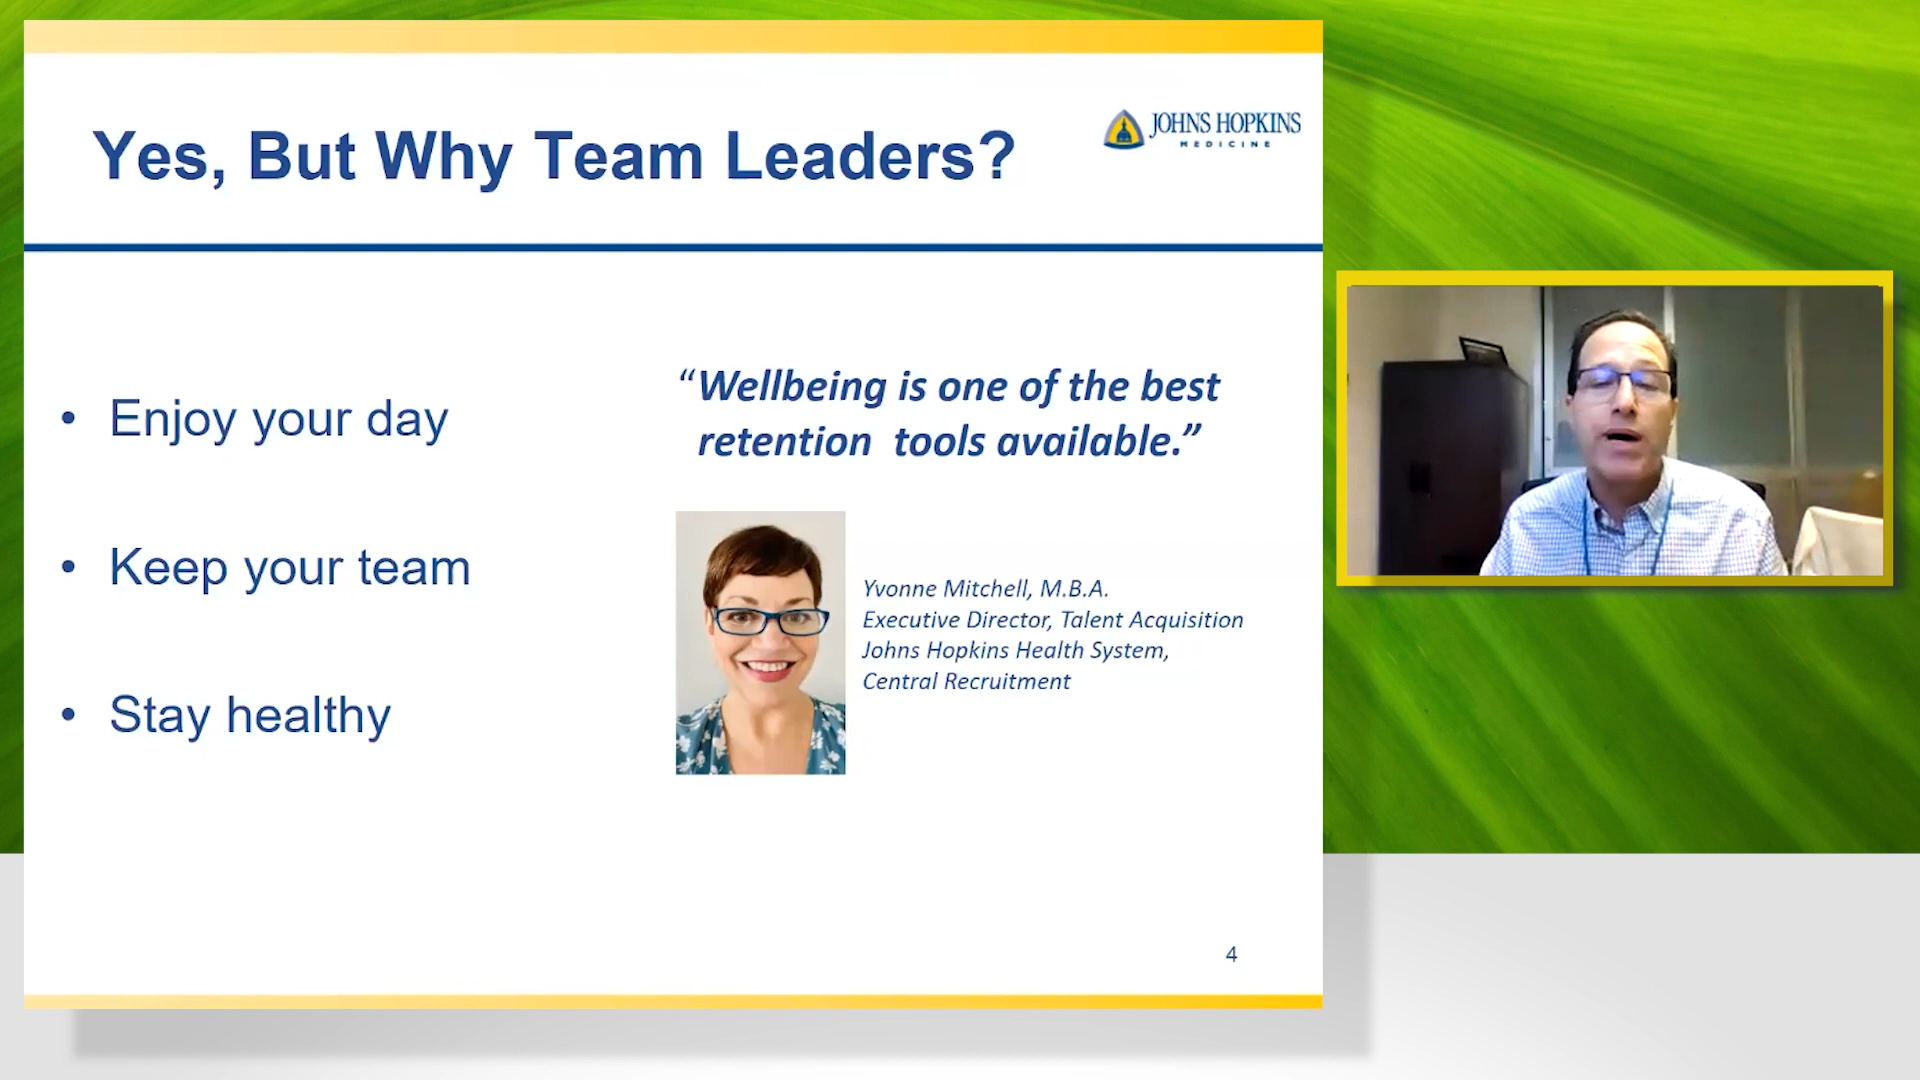 Yes, But Why Team Leaders?
JOHNS HOPKINS
MEDICINE
• Enjoy your day
• Keep your team
• Stay healthy
“Wellbeing is one of the best
retention tools available.”
Yvonne Mitchell, M.B.A.
Executive Director, Talent Acquisition
Johns Hopkins Health System,
Central Recruitment
4